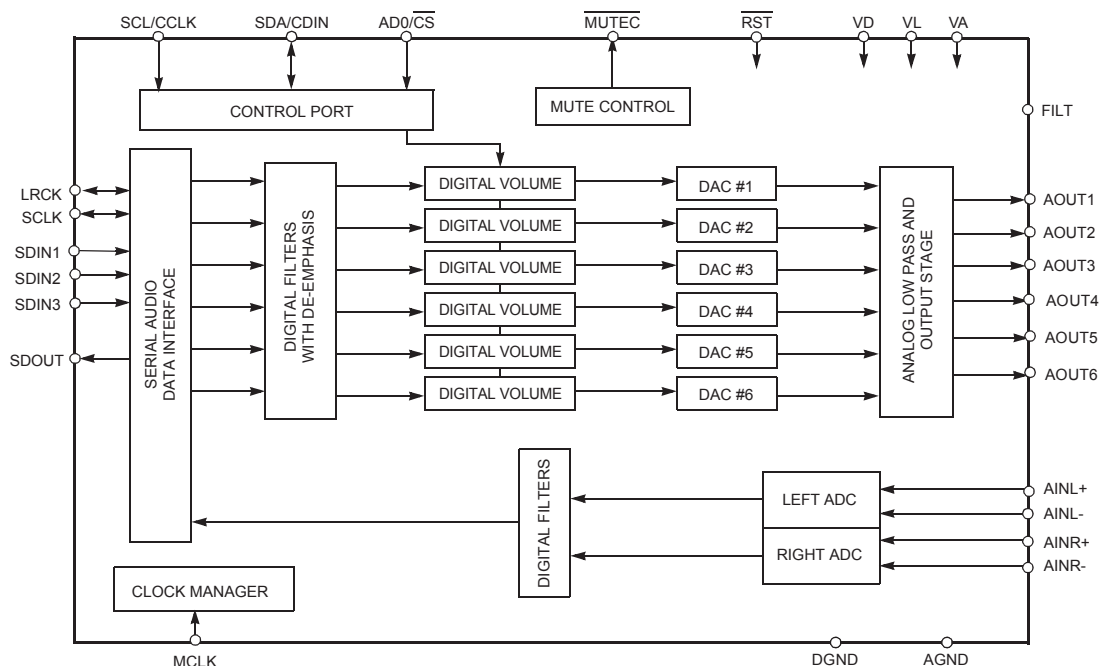 SCL/CCLK
SDA/CDIN
AD0/CS
MUTEC
RST
VD
VL
VA
CONTROL PORT
MUTE CONTROL
FILT
LRCK
SCLK
SDIN1
SDIN2
SDIN3
SDOUT
SERIAL AUDIO
DATA INTERFACE
DIGITAL FILTERS
WITH DE-EMPHASIS
DIGITAL VOLUME
DIGITAL VOLUME
DIGITAL VOLUME
DIGITAL VOLUME
DIGITAL VOLUME
DIGITAL VOLUME
DAC #1
DAC #2
DAC #3
DAC #4
DAC #5
DAC #6
ANALOG LOW PASS AND
OUTPUT STAGE
AOUT1
AOUT2
AOUT3
AOUT4
AOUT5
AOUT6
DIGITAL FILTERS
LEFT ADC
RIGHT ADC
AINL+
AINL-
AINR+
AINR-
CLOCK MANAGER
MCLK
DGND
AGND